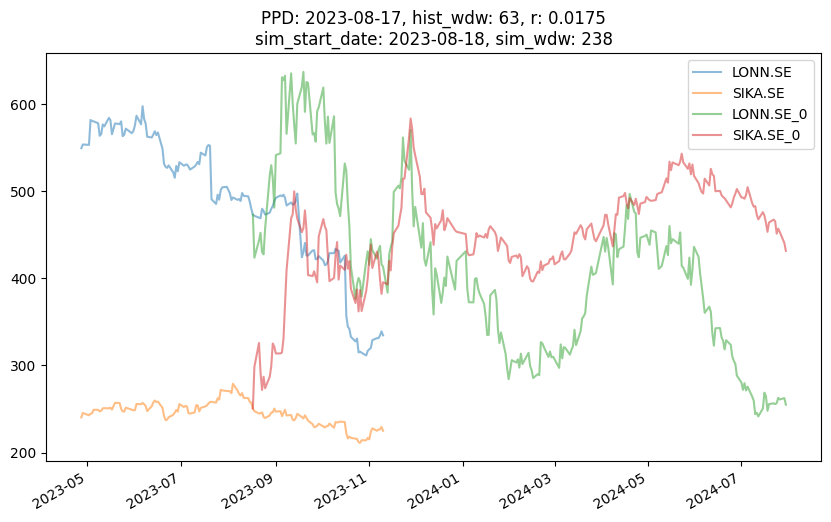 PPD: 2023-08-17, hist_wdw: 63, r: 0.0175
sim_start_date: 2023-08-18, sim_wdw: 238
LONN.SE
SIKA.SE
LONN.SE_0
SIKA.SE_0
600
500
400
300
200
2023-05
2023-07
2023-09
2023-11
2024-01
2024-03
2024-05
2024-07